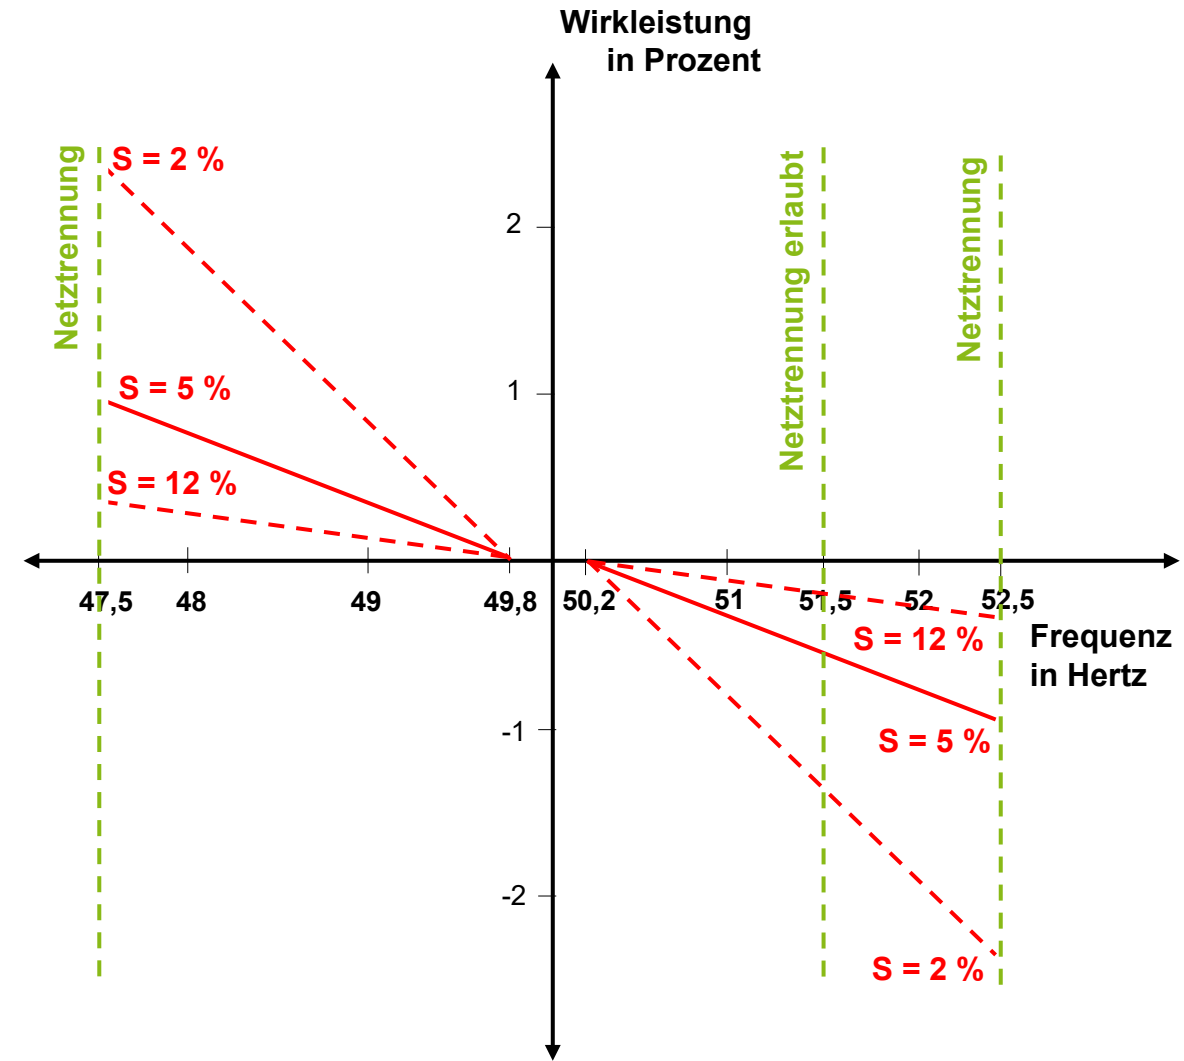 Wirkleistung
in Prozent
Netztrennung
S = 2 %
Netztrennung erlaubt
Netztrennung
2
S = 5 %
1
S = 12 %
47,5
48
49
49,8
50,2
51
51,5
52
52,5
S = 12 %
Frequenz
in Hertz
-1
S = 5 %
-2
S = 2 %